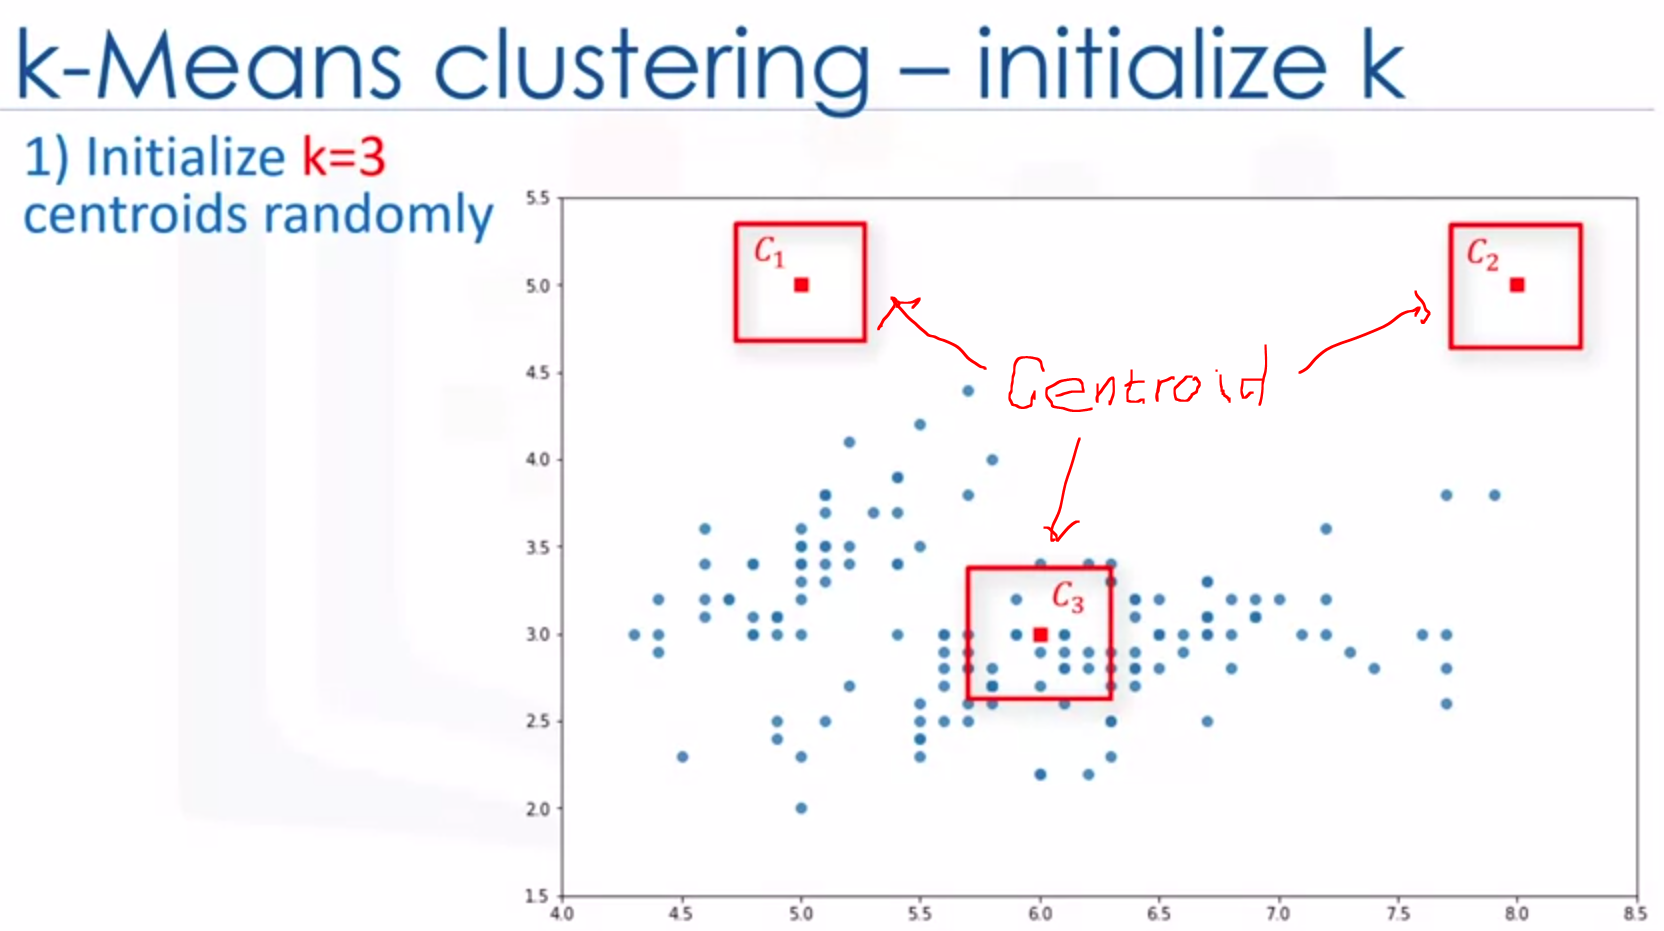 k-Means clustering – initialize k
1) Initialize k=3
centroids randomly
5.5
5.0
4.5
4.0
3.5
3.0
2.5
2.0
1.5
4.0 4.5 5.0 5.5 6.0 6.5 7.0 7.5 8.0 8.5
C₁
C₂
Centroid
C₃